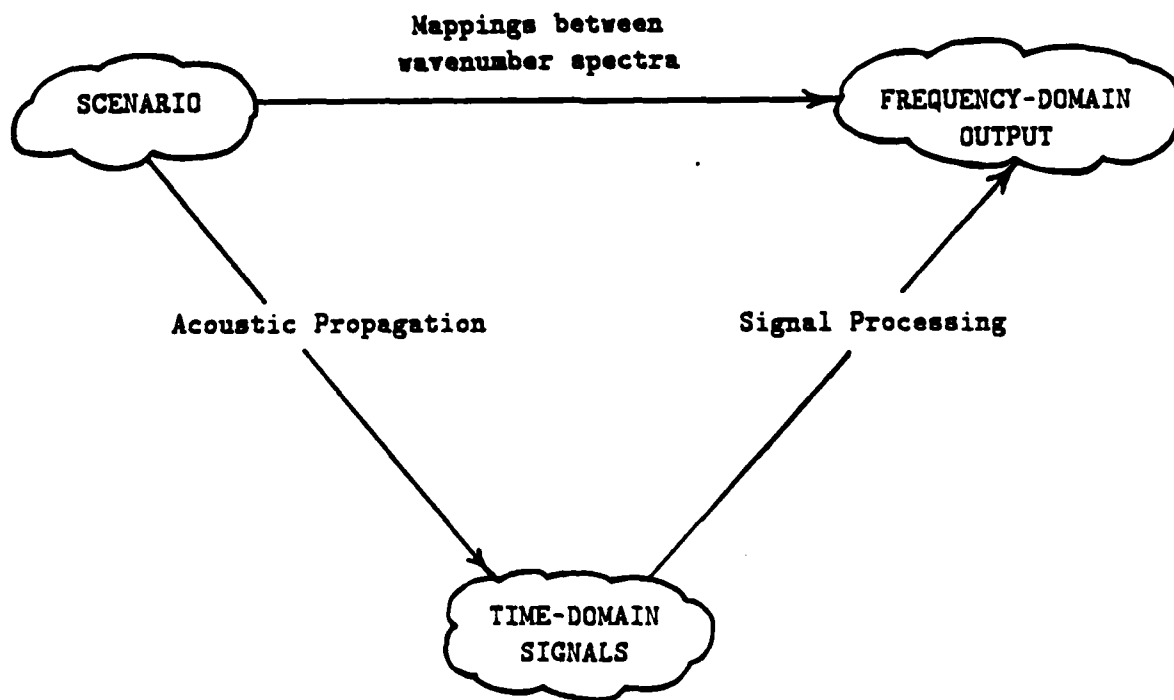 Mappings between
wavenumber spectra
SCENARIO
FREQUENCY-DOMAIN
OUTPUT
Acoustic Propagation
Signal Processing
TIME-DOMAIN
SIGNALS